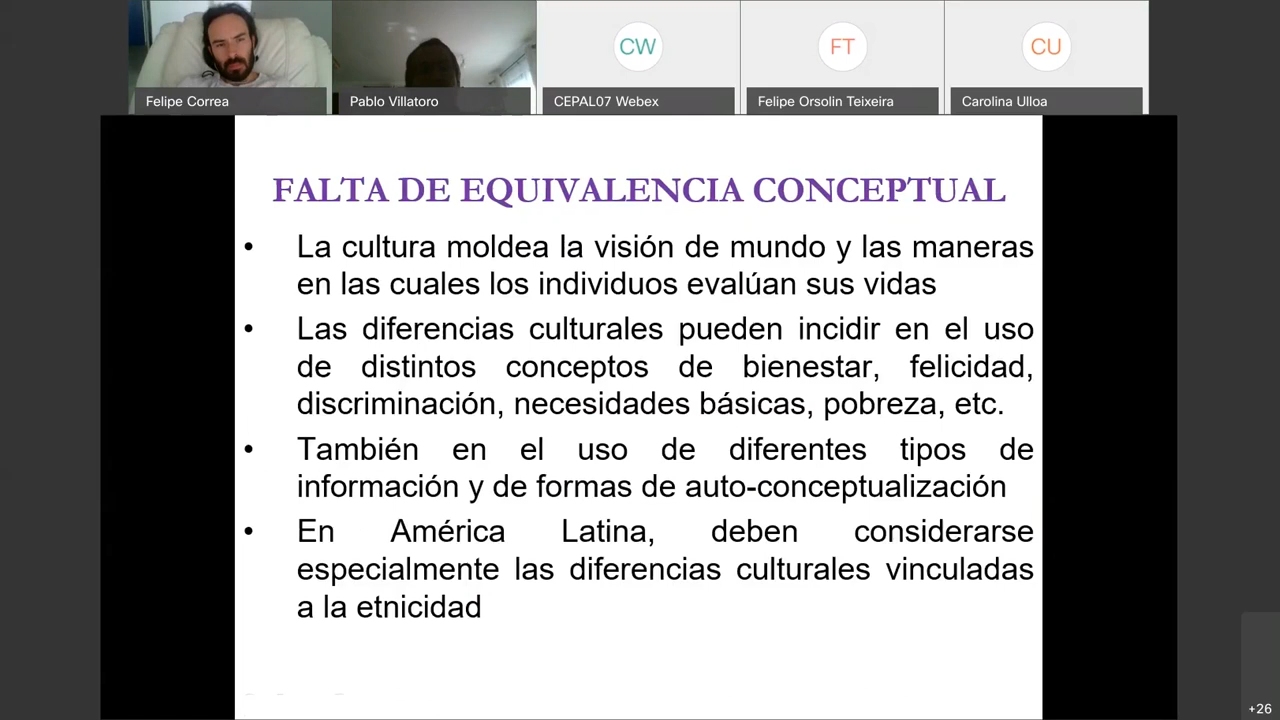 CW
FT
CU
Felipe Correa
Pablo Villatoro
CEPAL07 Webex
Felipe Orsolin Teixeira
Carolina Ulloa
FALTA DE EQUIVALENCIA CONCEPTUAL
• La cultura moldea la visión de mundo y las maneras
en las cuales los individuos evalúan sus vidas
• Las diferencias culturales pueden incidir en el uso
de distintos conceptos de bienestar, felicidad,
discriminación, necesidades básicas, pobreza, etc.
• También en el uso de diferentes tipos de
información y de formas de auto-conceptualización
• En América Latina, deben considerarse
especialmente las diferencias culturales vinculadas
a la etnicidad
+26